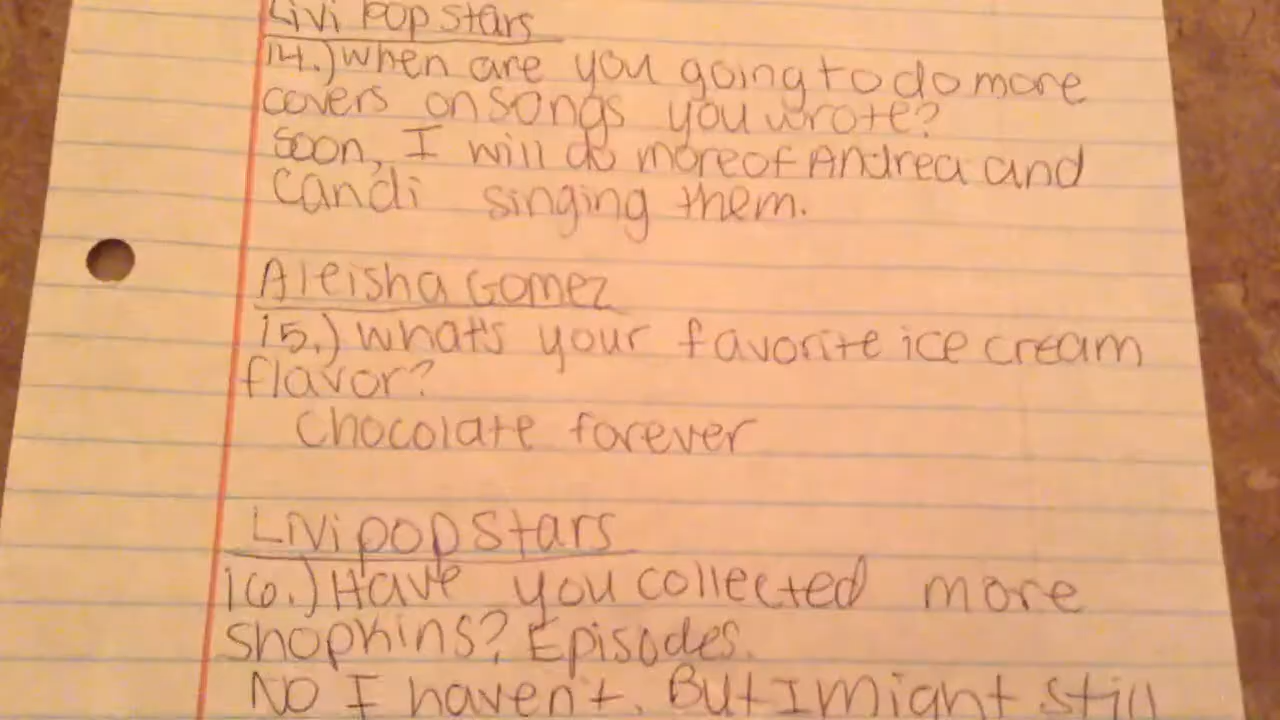 Livi Pop stars
14.) When are you going to do more
covers on songs you wrote?
soon, I will do more of Andrea and
Candi singing them.
Aleisha Gomez
15.) What's your favorite ice cream
flavor?
Chocolate forever
Livi pop stars
16.) Have you collected more
shopkins? Episodes.
No I haven't. But I might still